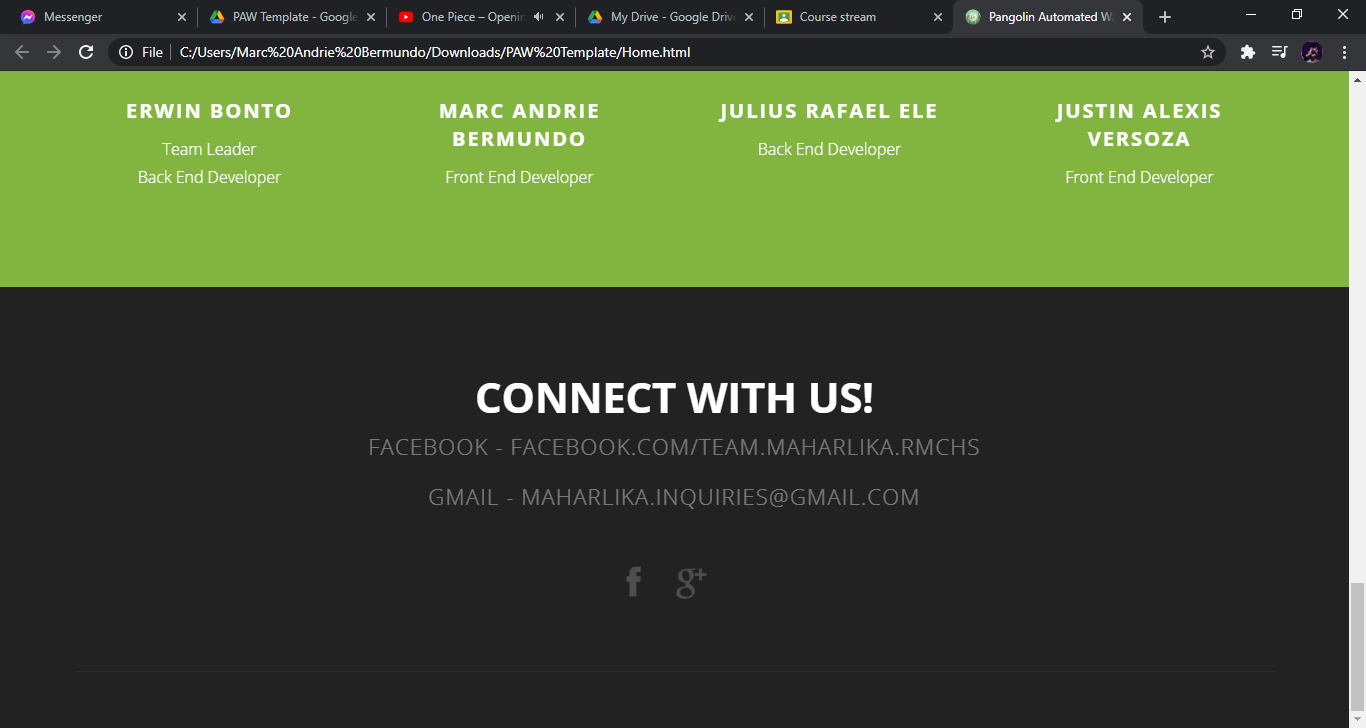 Messenger
PAW Template - Google
One Piece – Openin
My Drive - Google Drive
Course stream
Pangolin Automated W
File
C:/Users/Marc%20Andrie%20Bermundo/Downloads/PAW%20Template/Home.html
ERWIN BONTO
Team Leader
Back End Developer
MARC ANDRIE
BERMUNDO
Front End Developer
JULIUS RAFAEL ELE
Back End Developer
JUSTIN ALEXIS
VERSOZA
Front End Developer
CONNECT WITH US!
FACEBOOK - FACEBOOK.COM/TEAM.MAHARLIKA.RMCHS
GMAIL - MAHARLIKA.INQUIRIES@GMAIL.COM
f
g+